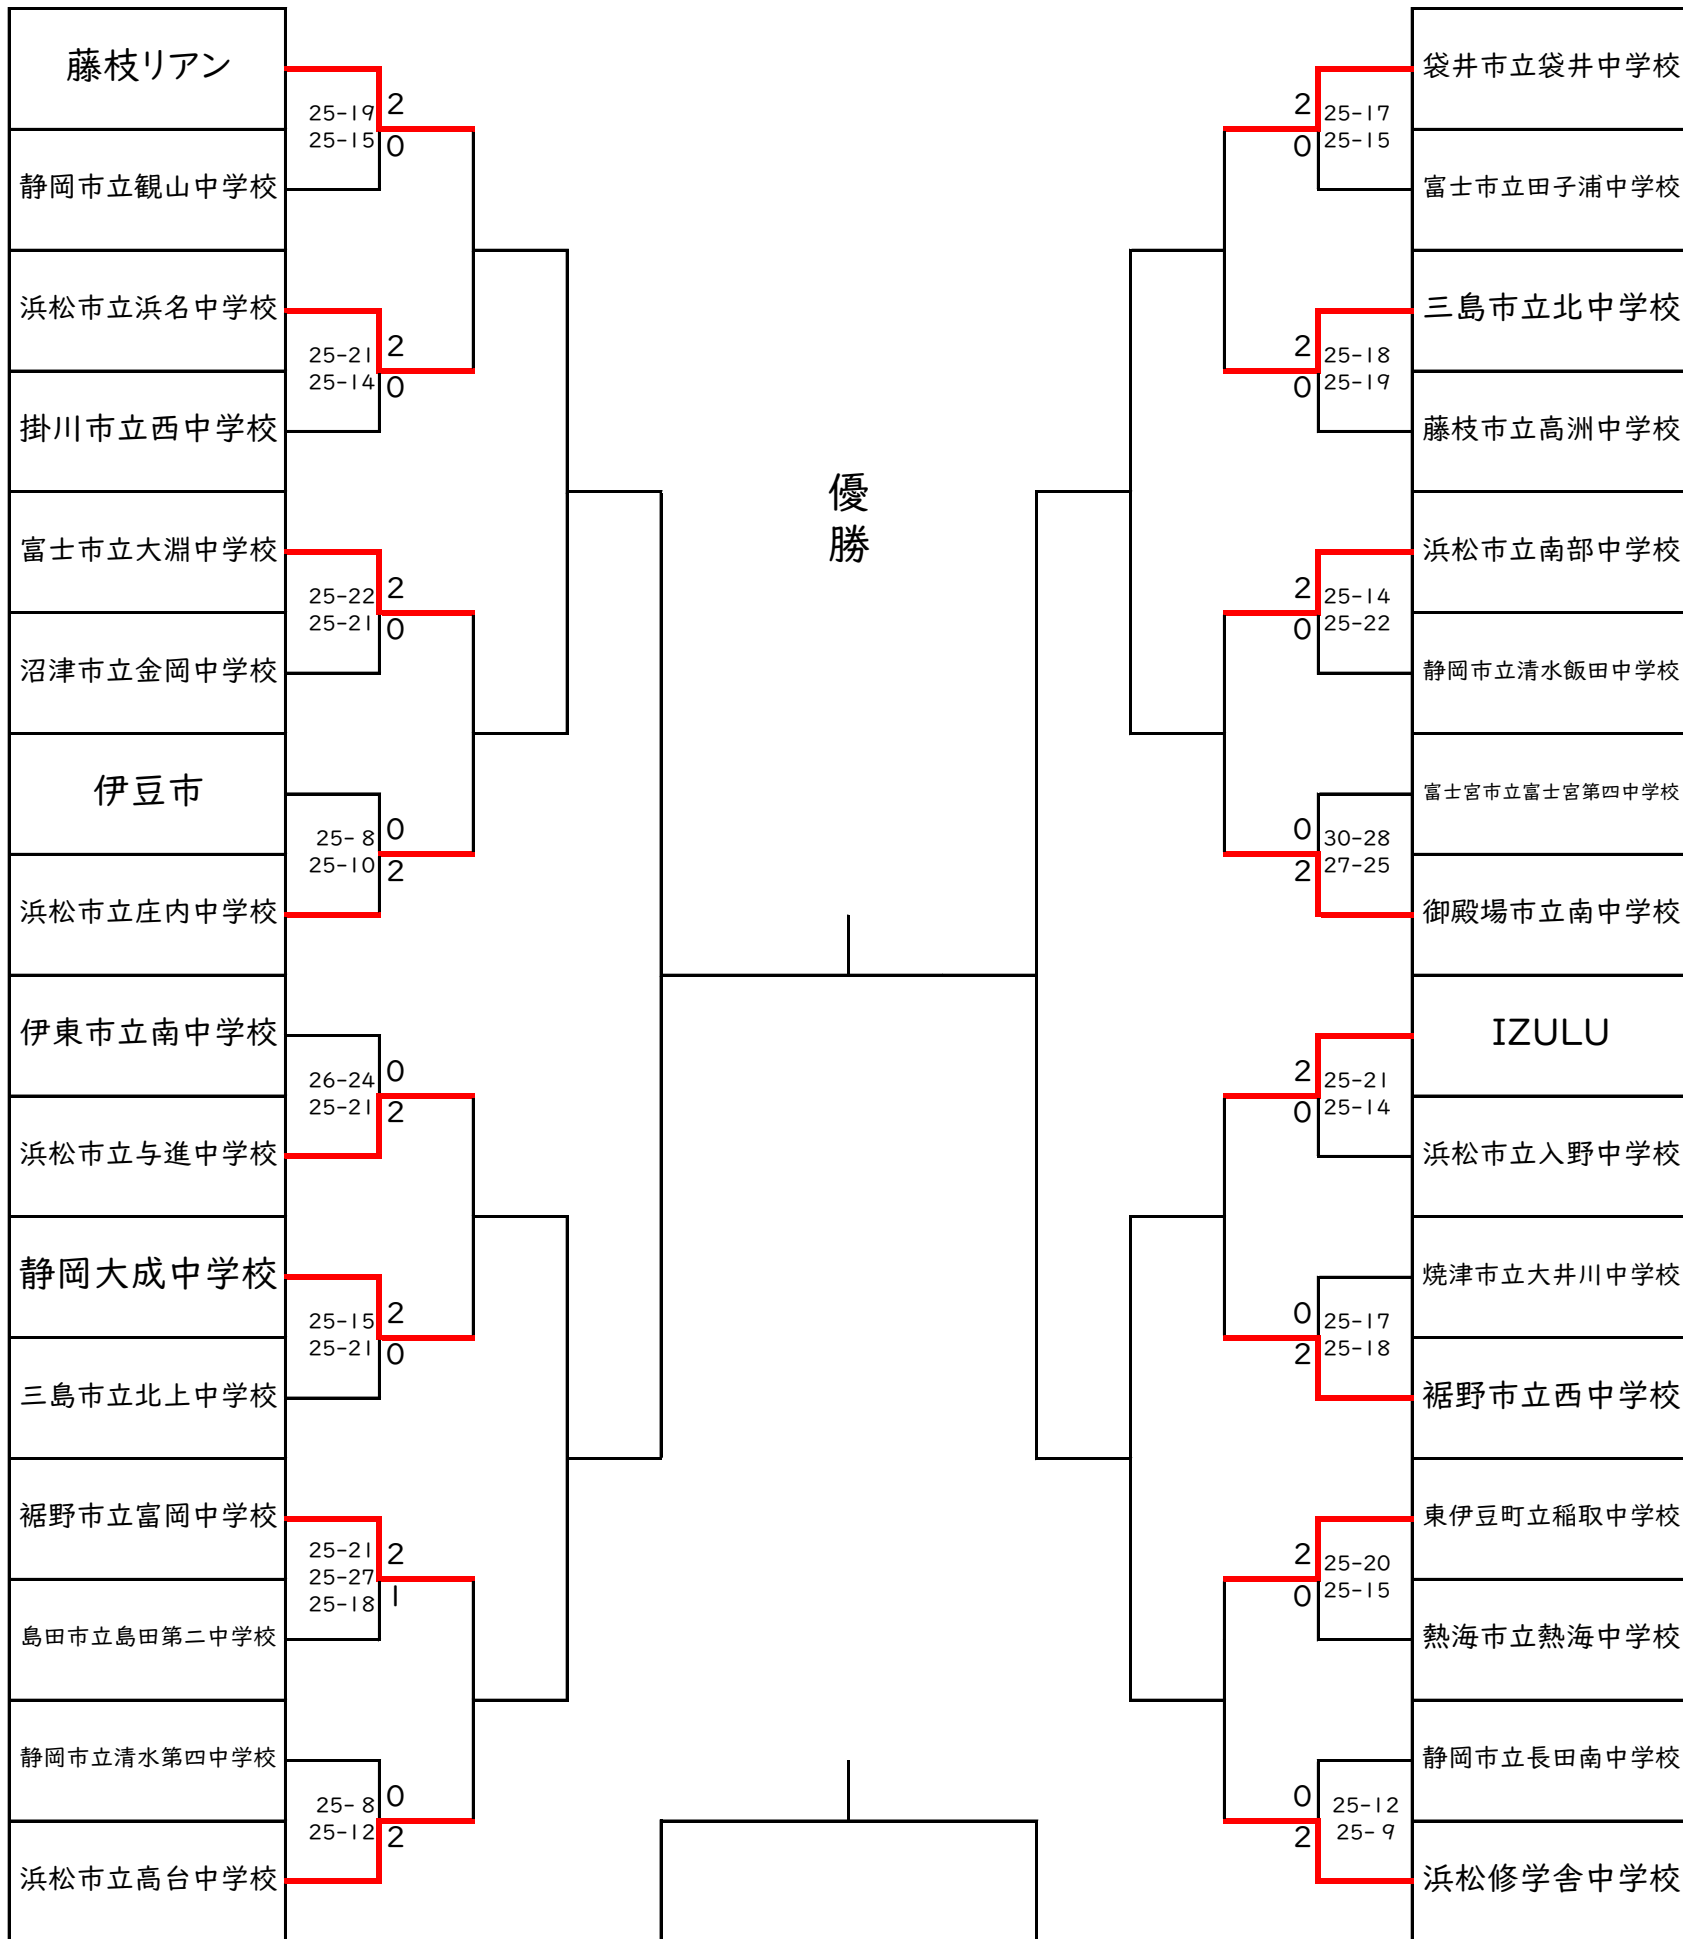 藤枝リアン
25-19
25-15
2
0
静岡市立観山中学校
浜松市立浜名中学校
25-21
25-14
2
0
掛川市立西中学校
富士市立大淵中学校
25-22
25-21
2
0
沼津市立金岡中学校
伊豆市
25- 8
25-10
0
2
浜松市立庄内中学校
伊東市立南中学校
26-24
25-21
0
2
浜松市立与進中学校
静岡大成中学校
25-15
25-21
2
0
三島市立北上中学校
裾野市立富岡中学校
25-21
25-27
25-18
2
1
島田市立島田第二中学校
静岡市立清水第四中学校
25- 8
25-12
0
2
浜松市立高台中学校
優
勝
袋井市立袋井中学校
2
0
25-17
25-15
富士市立田子浦中学校
三島市立北中学校
2
0
25-18
25-19
藤枝市立高洲中学校
浜松市立南部中学校
2
0
25-14
25-22
静岡市立清水飯田中学校
富士宮市立富士宮第四中学校
0
2
30-28
27-25
御殿場市立南中学校
IZULU
2
0
25-21
25-14
浜松市立入野中学校
焼津市立大井川中学校
0
2
25-17
25-18
裾野市立西中学校
東伊豆町立稲取中学校
2
0
25-20
25-15
熱海市立熱海中学校
静岡市立長田南中学校
0
2
25-12
25- 9
浜松修学舎中学校